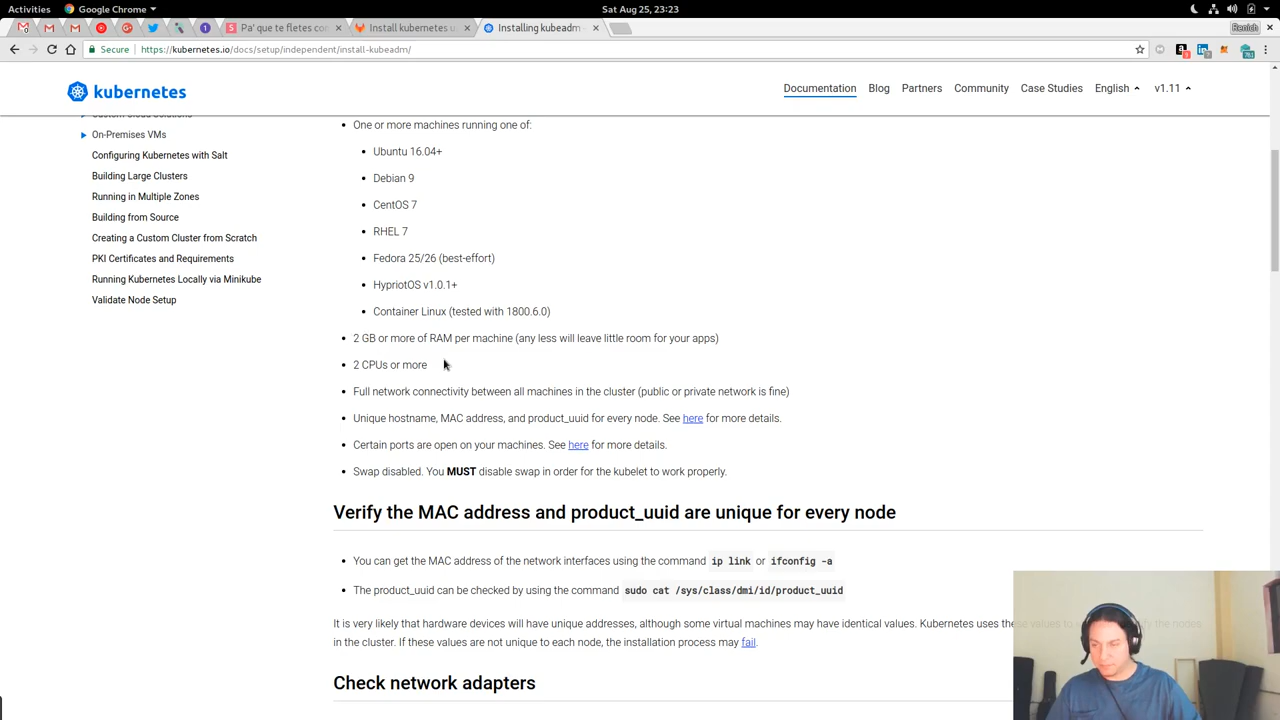 Activities Google Chrome Sat Aug 25, 23:23
Pa' que te fletes con Install kubernetes u Installing kubeadm - Renich
Secure https://kubernetes.io/docs/setup/independent/install-kubeadm/
kubernetes Documentation Blog Partners Community Case Studies English v1.11
On-Premises VMs
Configuring Kubernetes with Salt
Building Large Clusters
Running in Multiple Zones
Building from Source
Creating a Custom Cluster from Scratch
PKI Certificates and Requirements
Running Kubernetes Locally via Minikube
Validate Node Setup
One or more machines running one of:
Ubuntu 16.04+
Debian 9
CentOS 7
RHEL 7
Fedora 25/26 (best-effort)
HypriotOS v1.0.1+
Container Linux (tested with 1800.6.0)
2 GB or more of RAM per machine (any less will leave little room for your apps)
2 CPUs or more
Full network connectivity between all machines in the cluster (public or private network is fine)
Unique hostname, MAC address, and product_uuid for every node. See here for more details.
Certain ports are open on your machines. See here for more details.
Swap disabled. You MUST disable swap in order for the kubelet to work properly.
Verify the MAC address and product_uuid are unique for every node
You can get the MAC address of the network interfaces using the command ip link or ifconfig -a
The product_uuid can be checked by using the command sudo cat /sys/class/dmi/id/product_uuid
It is very likely that hardware devices will have unique addresses, although some virtual machines may have identical values. Kubernetes uses these values to the nodes
in the cluster. If these values are not unique to each node, the installation process may fail.
Check network adapters